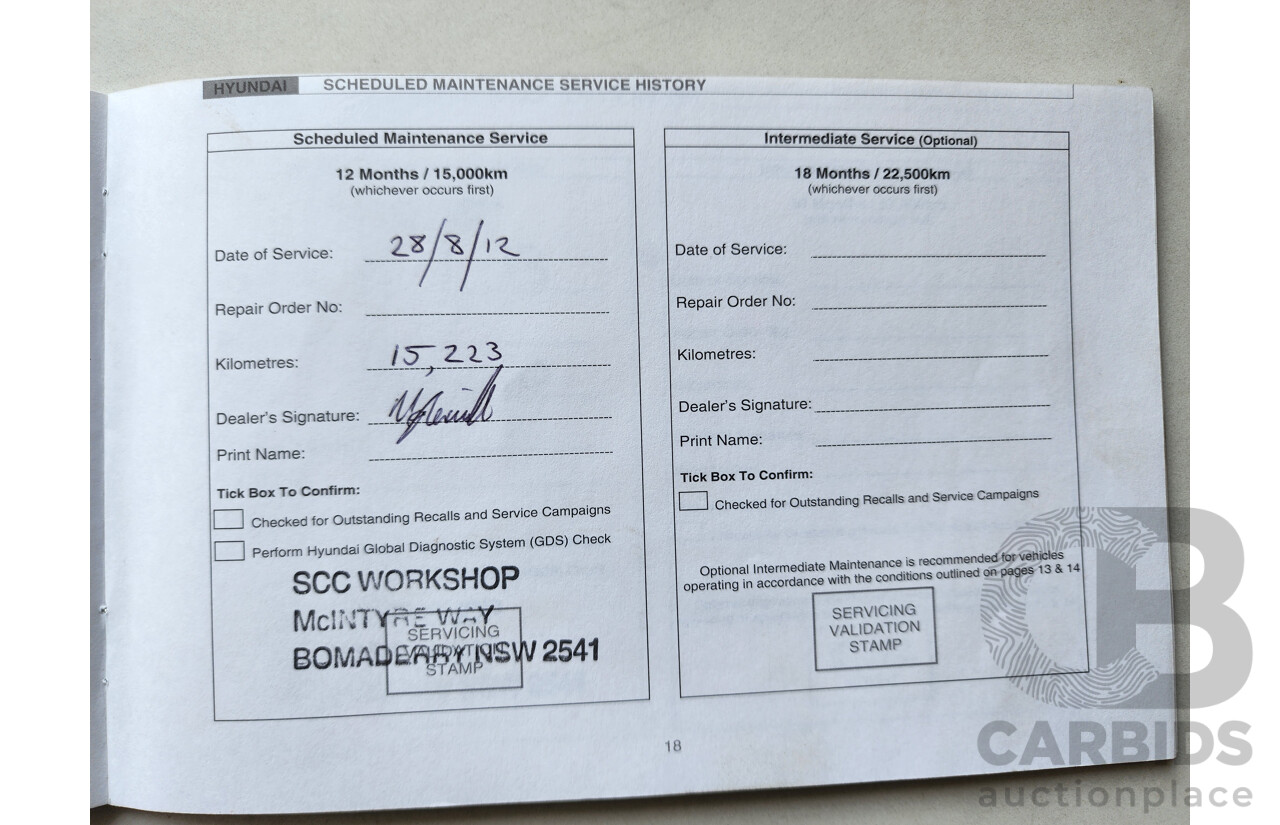 HYUNDAI SCHEDULED MAINTENANCE SERVICE HISTORY
Scheduled Maintenance Service
12 Months / 15,000km
(whichever occurs first)
Date of Service: 28/8/12
Repair Order No:
Kilometres: 15,223
Dealer's Signature:
Print Name:
Tick Box To Confirm:
Checked for Outstanding Recalls and Service Campaigns
Perform Hyundai Global Diagnostic System (GDS) Check
SCC WORKSHOP
McINTYRE WAY
SERVICING
BOMADERRY NSW 2541
VALIDATION
STAMP
Intermediate Service (Optional)
18 Months / 22,500km
(whichever occurs first)
Date of Service:
Repair Order No:
Kilometres:
Dealer's Signature:
Print Name:
Tick Box To Confirm:
Checked for Outstanding Recalls and Service Campaigns
Optional Intermediate Maintenance is recommended for vehicles
operating in accordance with the conditions outlined on pages 13 & 14
SERVICING
VALIDATION
STAMP
18
CB
CARBIDS
auctionplace